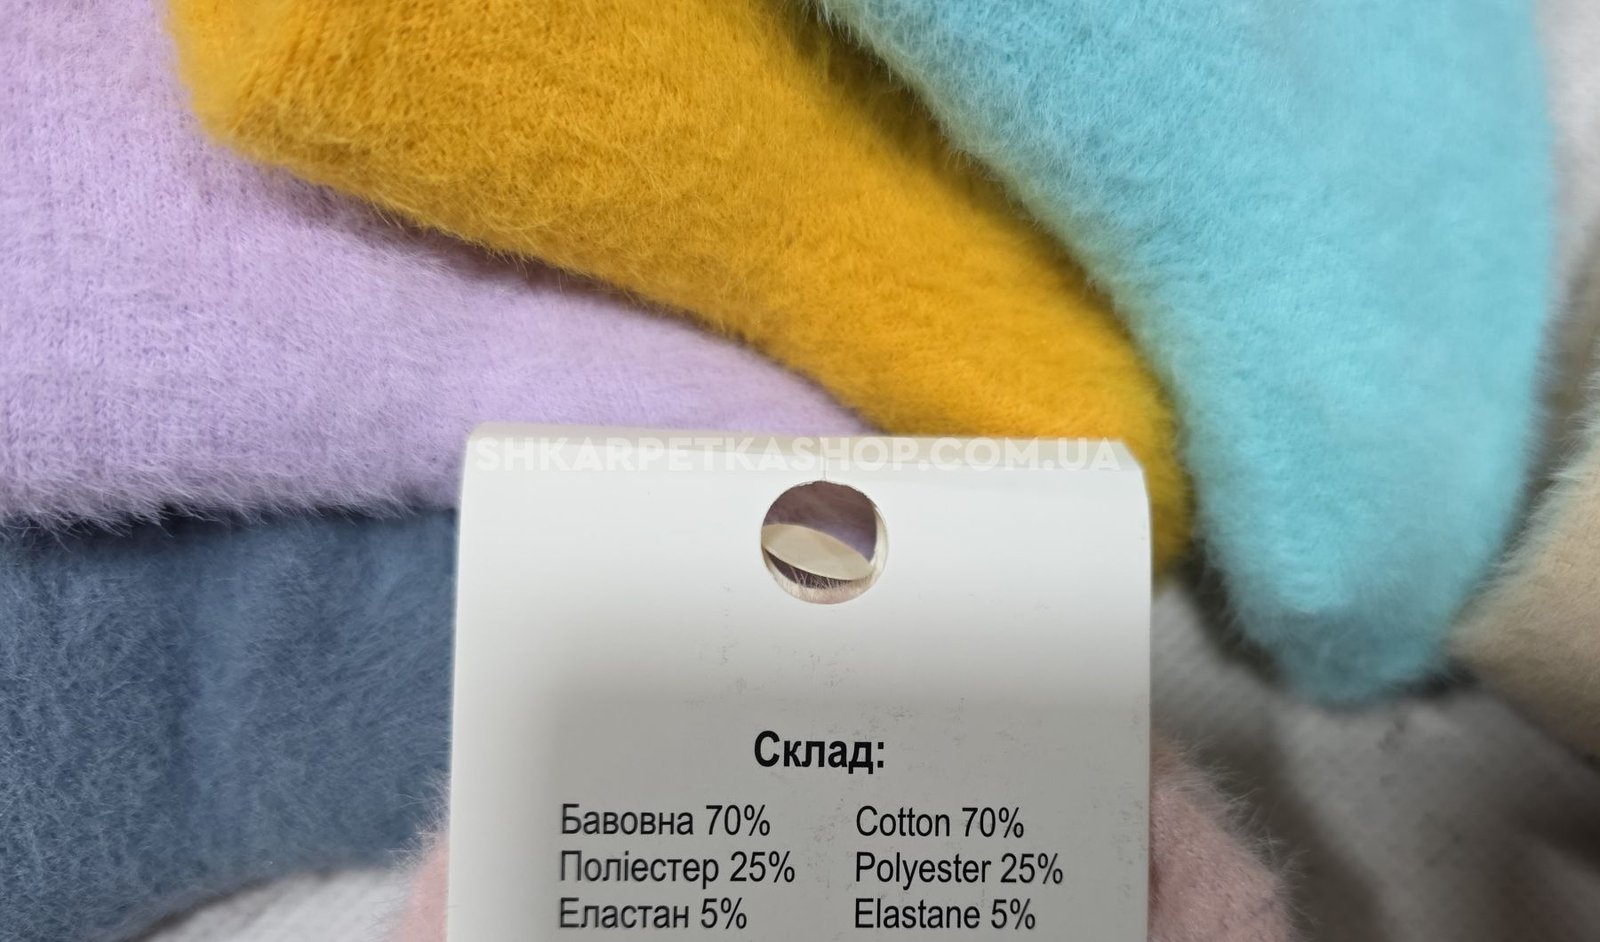 SHKARPETKASHOP.COM.UA
Склад:
Бавовна 70% Cotton 70%
Поліестер 25% Polyester 25%
Еластан 5% Elastane 5%